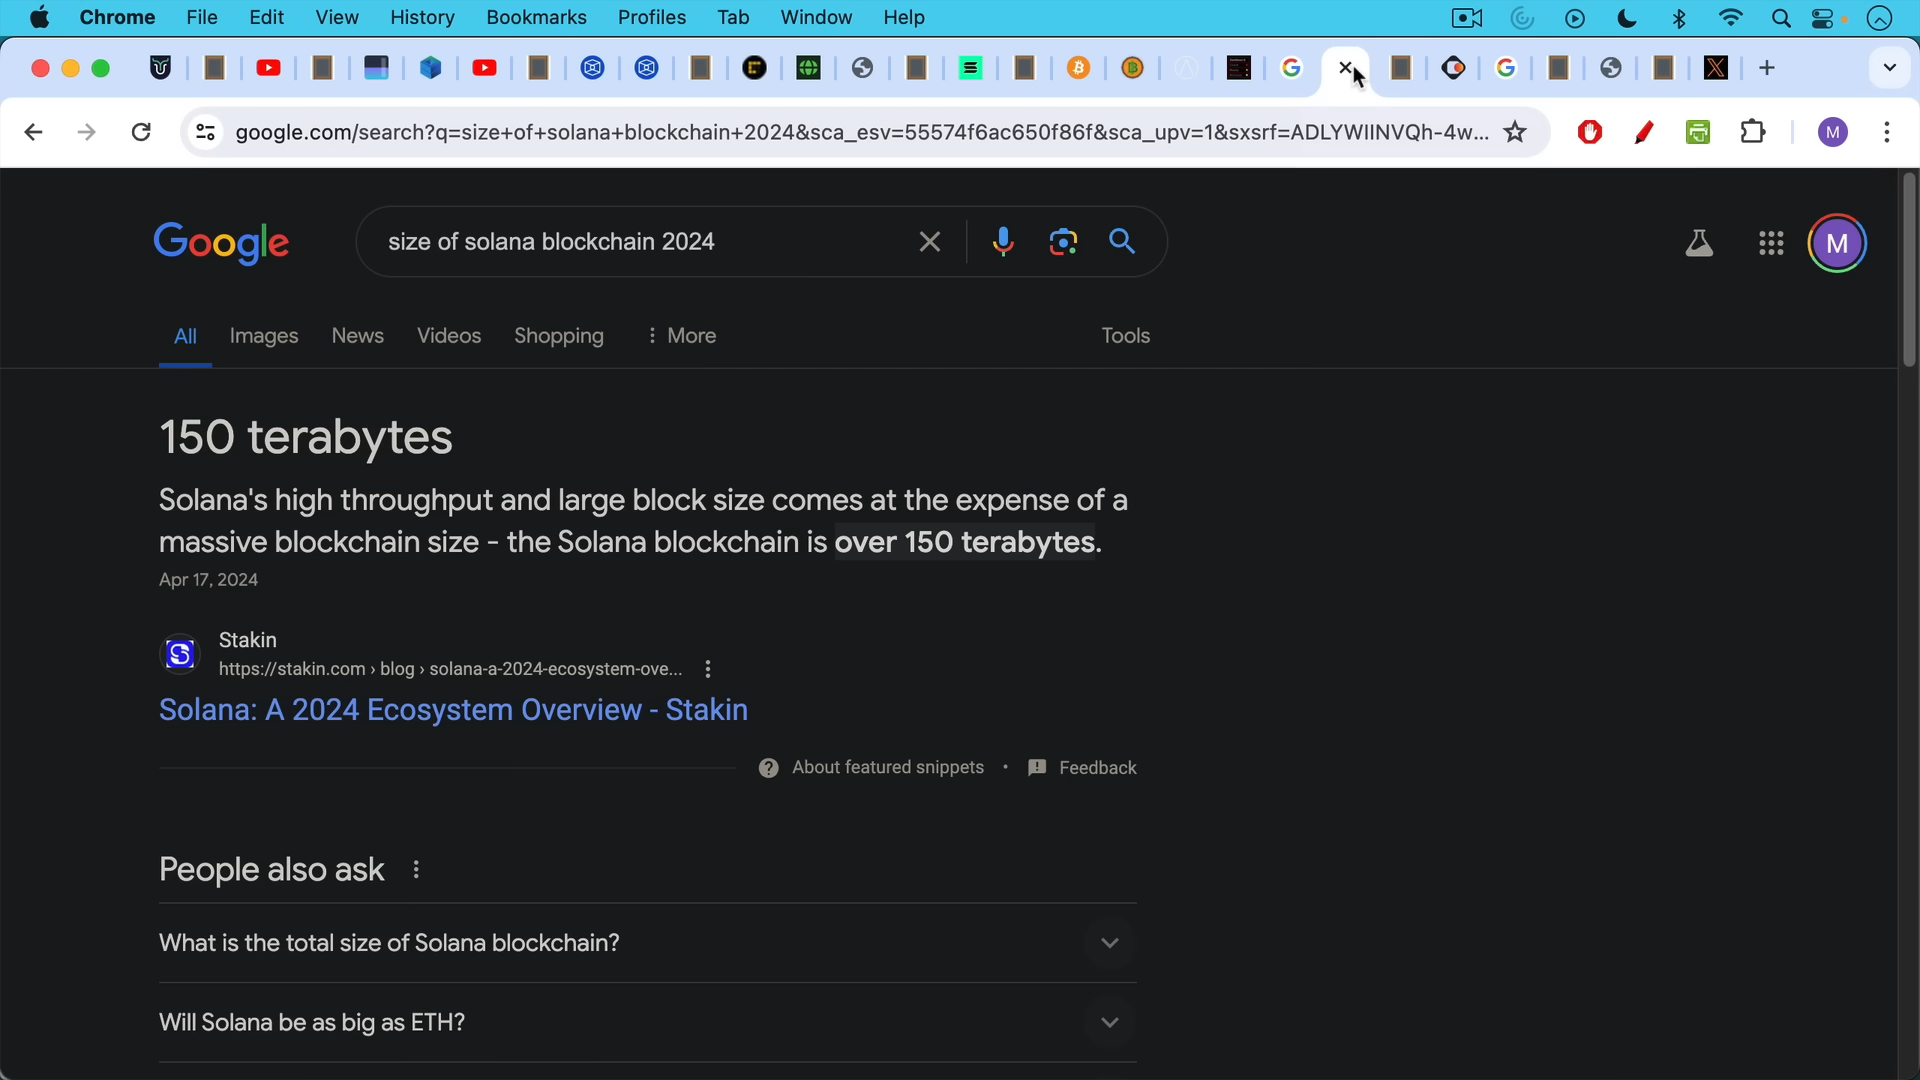 Chrome File Edit View History Bookmarks Profiles Tab Window Help
google.com/search?q=size+of+solana+blockchain+2024&sca_esv=55574f6ac650f86f&sca_upv=1&sxsrf=ADLYWIINVQh-4w...
M
Google
size of solana blockchain 2024
M
All Images News Videos Shopping More Tools
150 terabytes
Solana's high throughput and large block size comes at the expense of a
massive blockchain size - the Solana blockchain is over 150 terabytes.
Apr 17, 2024
Stakin
https://stakin.com › blog › solana-a-2024-ecosystem-ove...
Solana: A 2024 Ecosystem Overview - Stakin
About featured snippets • Feedback
People also ask
What is the total size of Solana blockchain?
Will Solana be as big as ETH?